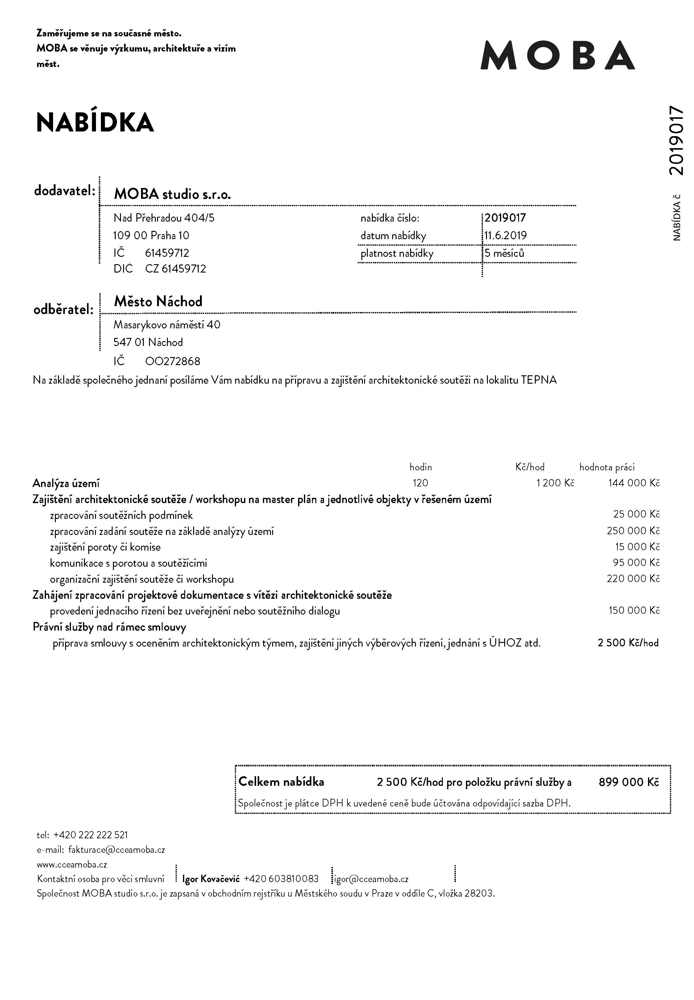 Zaměřujeme se na současné město.
MOBA se věnuje výzkumu, architektuře a vizím
měst.
MOBA
NABÍDKA
NABÍDKA č 2019017
dodavatel: MOBA studio s.r.o.
Nad Přehradou 404/5 nabídka číslo: 2019017
109 00 Praha 10 datum nabídky 11.6.2019
IČ 61459712 platnost nabídky 5 měsíců
DIČ CZ 61459712
odběratel: Město Náchod
Masarykovo náměstí 40
547 01 Náchod
IČ OO272868
Na základě společného jednaní posíláme Vám nabídku na přípravu a zajištění architektonické soutěži na lokalitu TEPNA
hodin Kč/hod hodnota práci
Analýza území 120 1 200 Kč 144 000 Kč
Zajištění architektonické soutěže / workshopu na master plán a jednotlivé objekty v řešeném území
zpracování soutěžních podmínek 25 000 Kč
zpracování zadání soutěže na základě analýzy území 250 000 Kč
zajištění poroty či komise 15 000 Kč
komunikace s porotou a soutěžícími 95 000 Kč
organizační zajištění soutěže či workshopu 220 000 Kč
Zahájení zpracování projektové dokumentace s vítězi architektonické soutěže
provedení jednacího řízení bez uveřejnění nebo soutěžního dialogu 150 000 Kč
Právní služby nad rámec smlouvy
příprava smlouvy s oceněním architektonickým týmem, zajištění jiných výběrových řízení, jednání s ÚHOZ atd. 2 500 Kč/hod
Celkem nabídka 2 500 Kč/hod pro položku právní služby a 899 000 Kč
Společnost je plátce DPH k uvedené ceně bude účtována odpovídající sazba DPH.
tel: +420 222 222 521
e-mail: fakturace@cceamoba.cz
www.cceamoba.cz
Kontaktní osoba pro věci smluvní Igor Kovačević +420 603810083 igor@cceamoba.cz
Společnost MOBA studio s.r.o. je zapsaná v obchodním rejstříku u Městského soudu v Praze v oddíle C, vložka 28203.